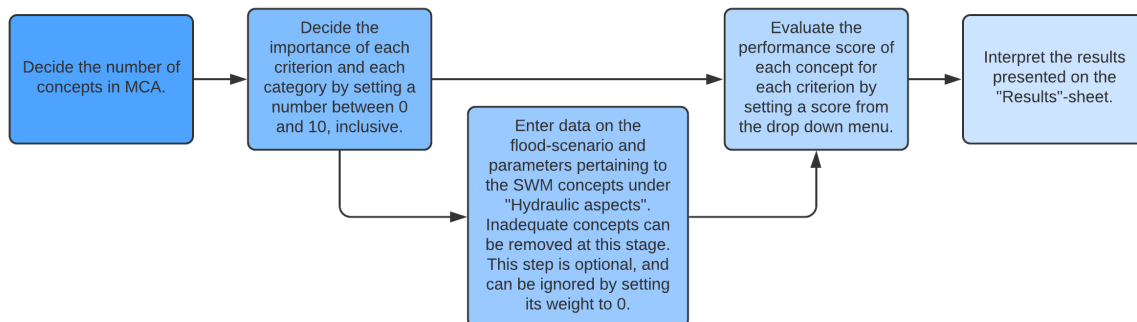 Decide the number of
concepts in MCA.
Decide the
importance of each
criterion and each
category by setting a
number between 0
and 10, inclusive.
Enter data on the
flood-scenario and
parameters pertaining to
the SWM concepts under
"Hydraulic aspects".
Inadequate concepts can
be removed at this stage.
This step is optional, and
can be ignored by setting
its weight to 0.
Evaluate the
performance score of
each concept for
each criterion by
setting a score from
the drop down menu.
Interpret the results
presented on the
"Results"-sheet.